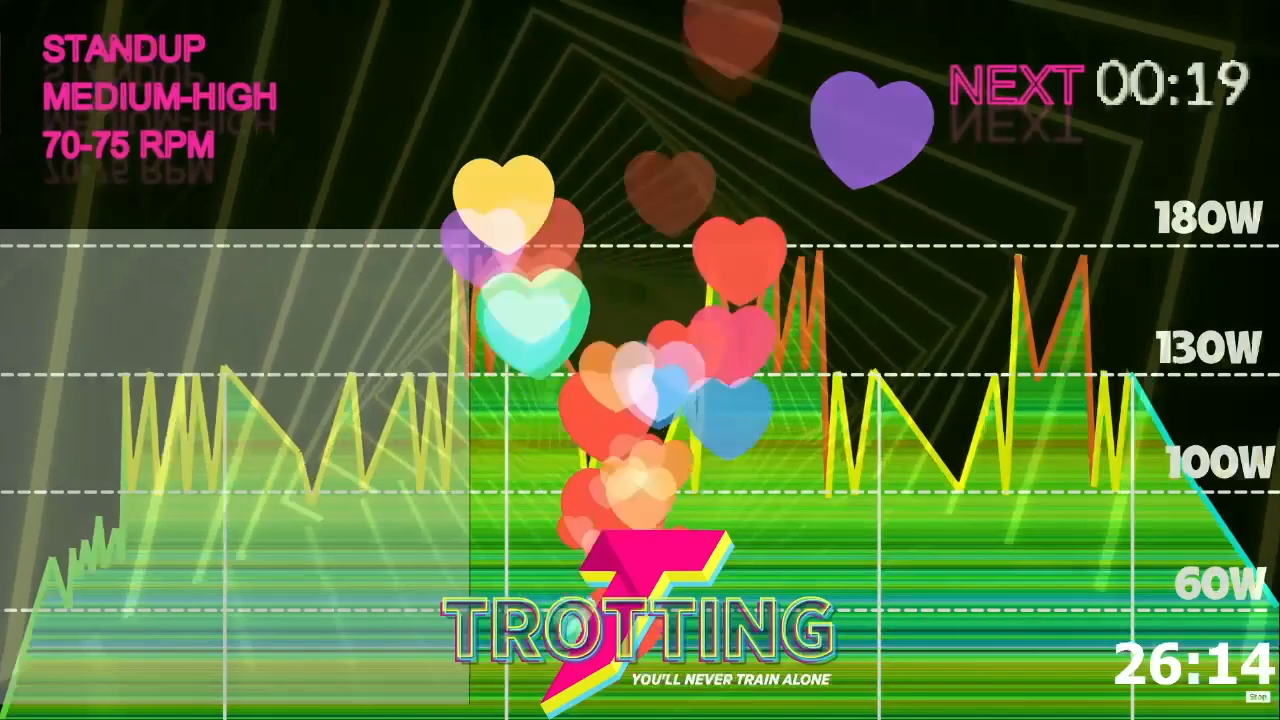 STANDUP
MEDIUM-HIGH
70-75 RPM
NEXT 00:19
180W
130W
100W
60W
TROTTING
YOU'LL NEVER TRAIN ALONE
26:14
Stop